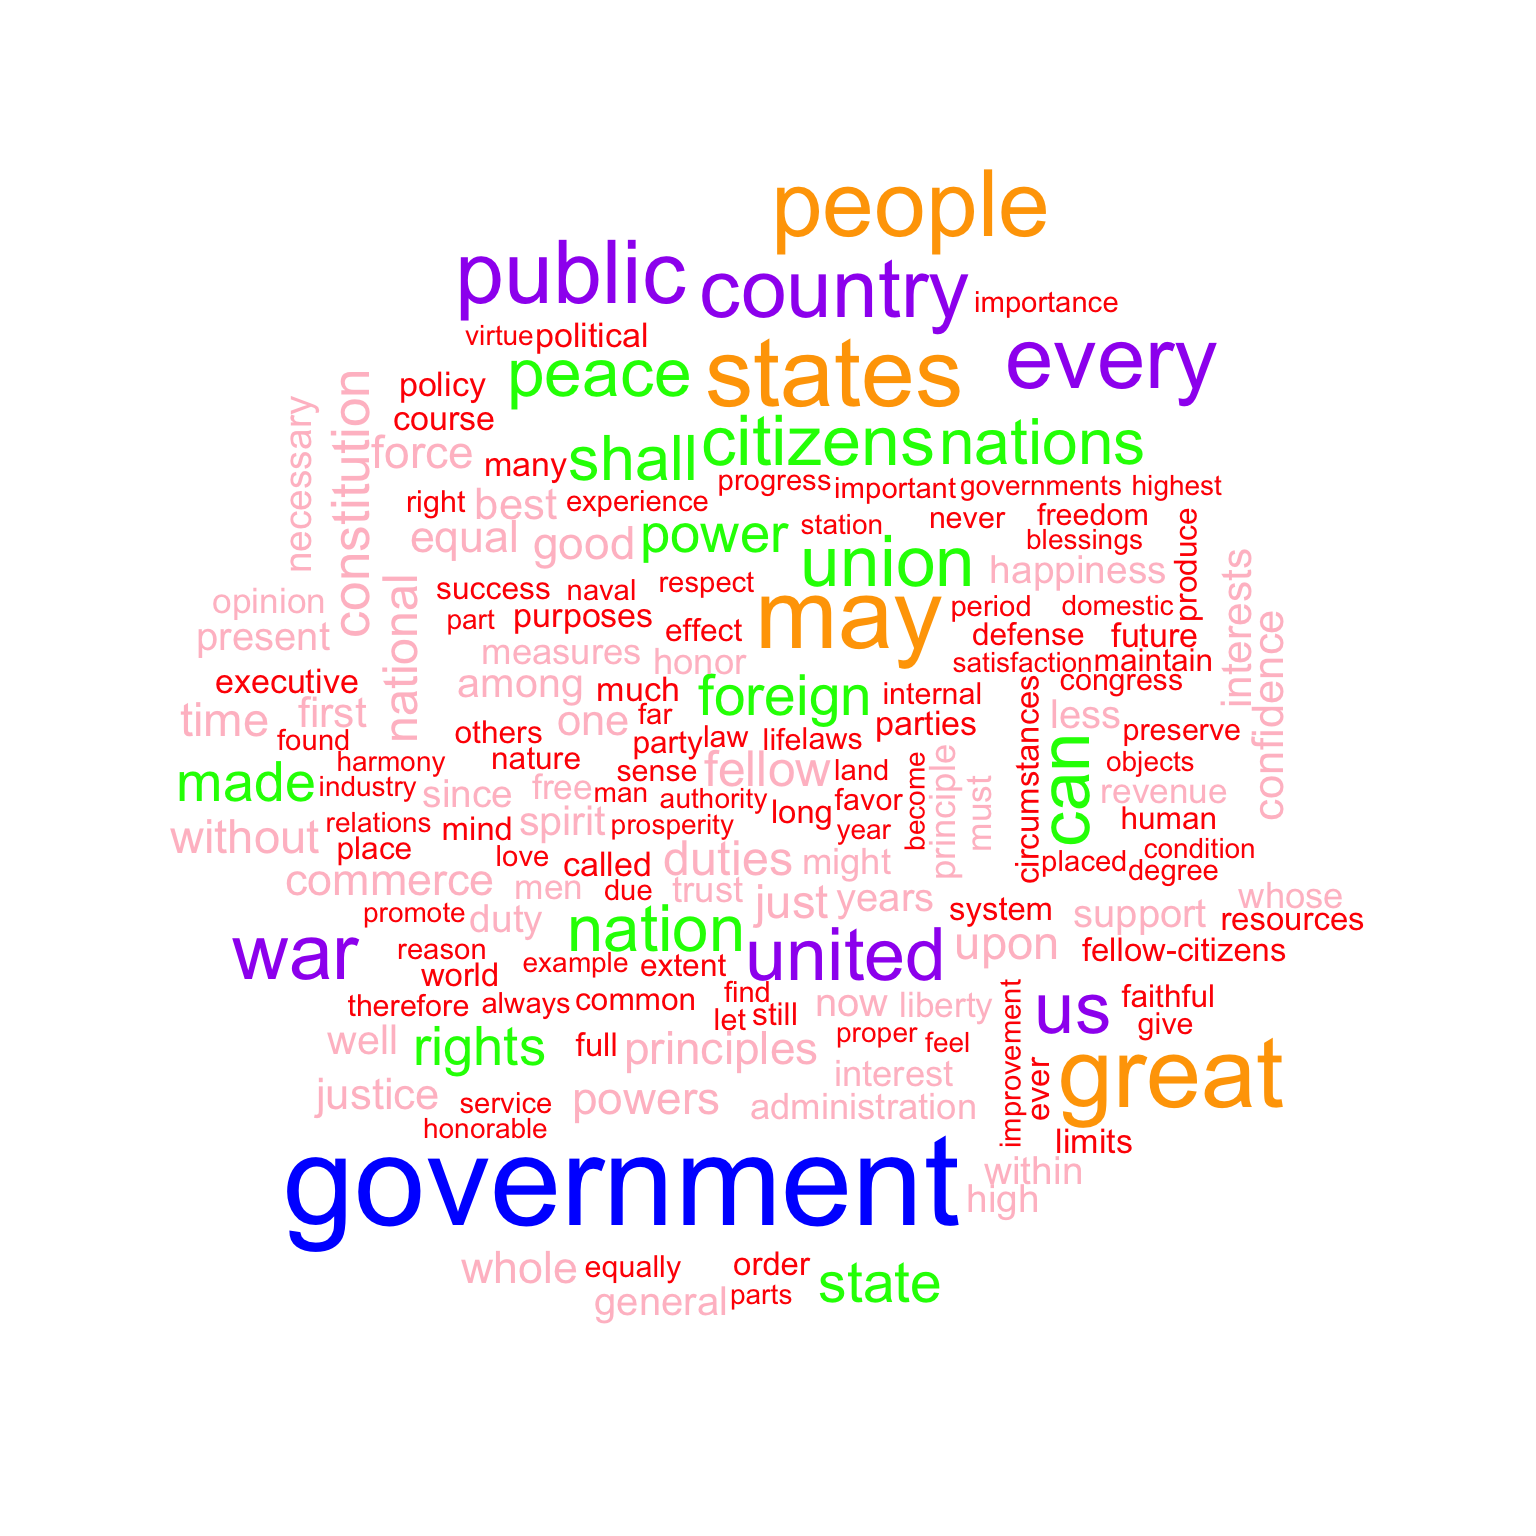 people
public
country
importance
virtue
political
every
peace
states
policy
course
constitution
necessary
force
many
shall
citizens
nations
progress
important
governments
highest
right
best
experience
equal
good
power
station
never
freedom
blessings
produce
union
happiness
interests
national
opinion
success
naval
respect
may
period
domestic
part
purposes
present
effect
defense
future
confidence
measures
honor
satisfaction
maintain
executive
among
much
foreign
internal
circumstances
congress
time
first
one
far
parties
less
preserve
found
others
party
law
life
laws
harmony
nature
can
objects
made
industry
since
free
sense
man
fellow
authority
land
become
principle
must
revenue
without
relations
mind
spirit
prosperity
long
favor
year
human
place
love
called
duties
might
placed
condition
degree
commerce
men
due
trust
just
years
whose
promote
duty
nation
system
support
resources
war
reason
world
example
extent
united
upon
fellow-citizens
therefore
always
common
find
let
still
now
liberty
improvement
us
faithful
give
well
rights
full
principles
proper
feel
ever
great
justice
service
honorable
powers
interest
administration
limits
government
within
high
whole
equally
order
state
general
parts